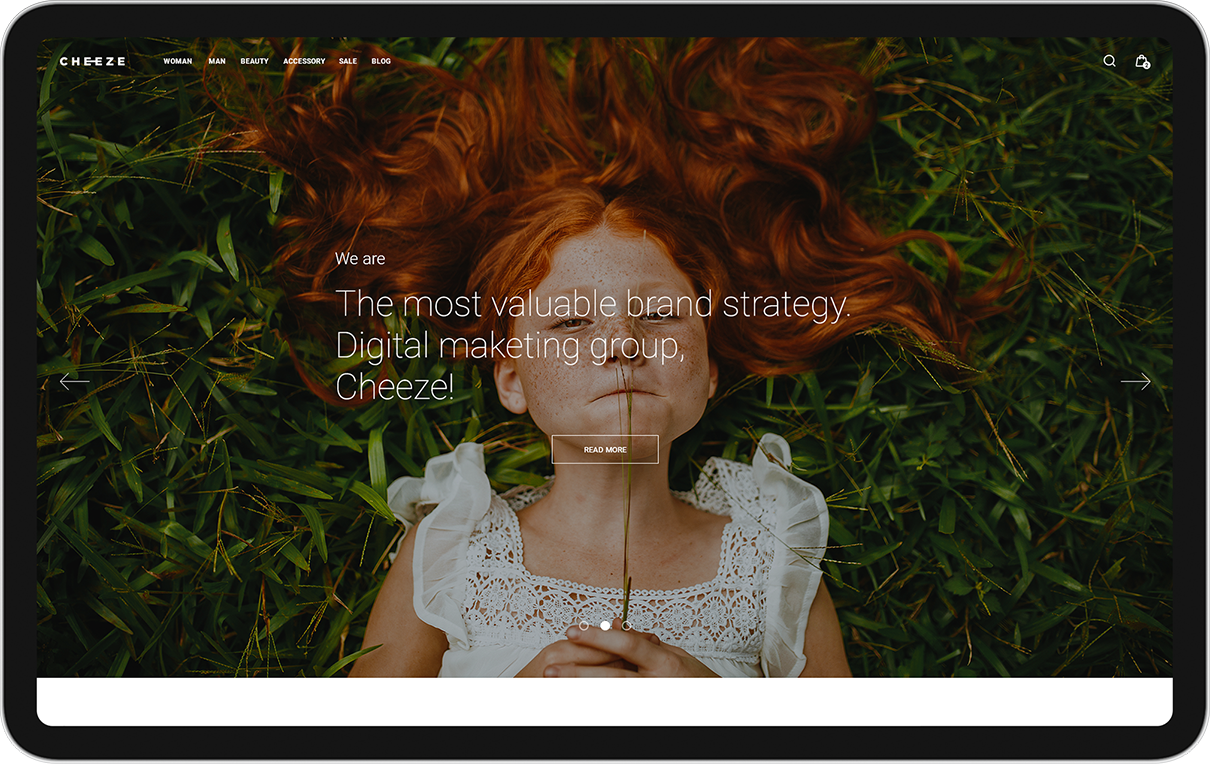 CHEEZE
WOMAN MAN BEAUTY ACCESSORY SALE BLOG
2
We are
The most valuable brand strategy.
Digital maketing group,
Cheeze!
READ MORE